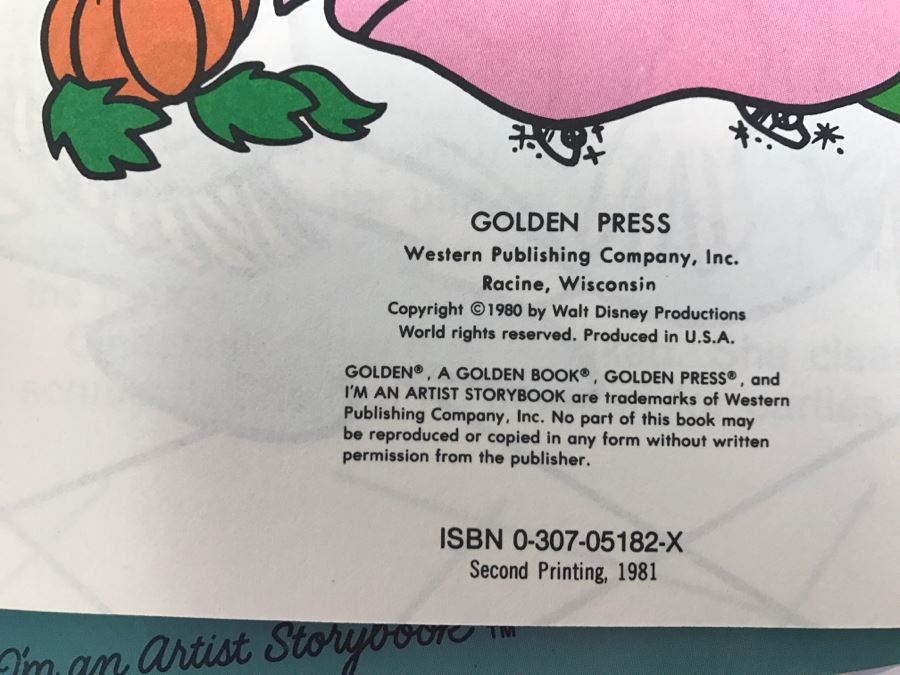 GOLDEN PRESS
Western Publishing Company, Inc.
Racine, Wisconsin
Copyright ©1980 by Walt Disney Productions
World rights reserved. Produced in U.S.A.
GOLDEN®, A GOLDEN BOOK®, GOLDEN PRESS®, and
I'M AN ARTIST STORYBOOK are trademarks of Western
Publishing Company, Inc. No part of this book may
be reproduced or copied in any form without written
permission from the publisher.
ISBN 0-307-05182-X
Second Printing, 1981
I'm an Artist Storybook ™